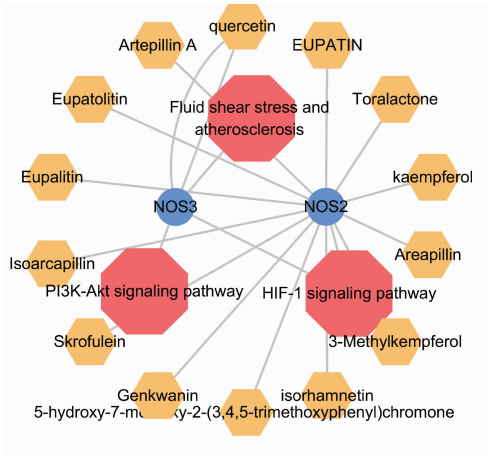 quercetin
Artepillin A
EUPATIN
Eupatolitin
Fluid shear stress and
atherosclerosis
Toralactone
Eupalitin
kaempferol
NOS3
NOS2
Isoarcapillin
Areapillin
PI3K-Akt signaling pathway
HIF-1 signaling pathway
Skrofulein
3-Methylkempferol
Genkwanin
isorhamnetin
5-hydroxy-7-methoxy-2-(3,4,5-trimethoxyphenyl)chromone